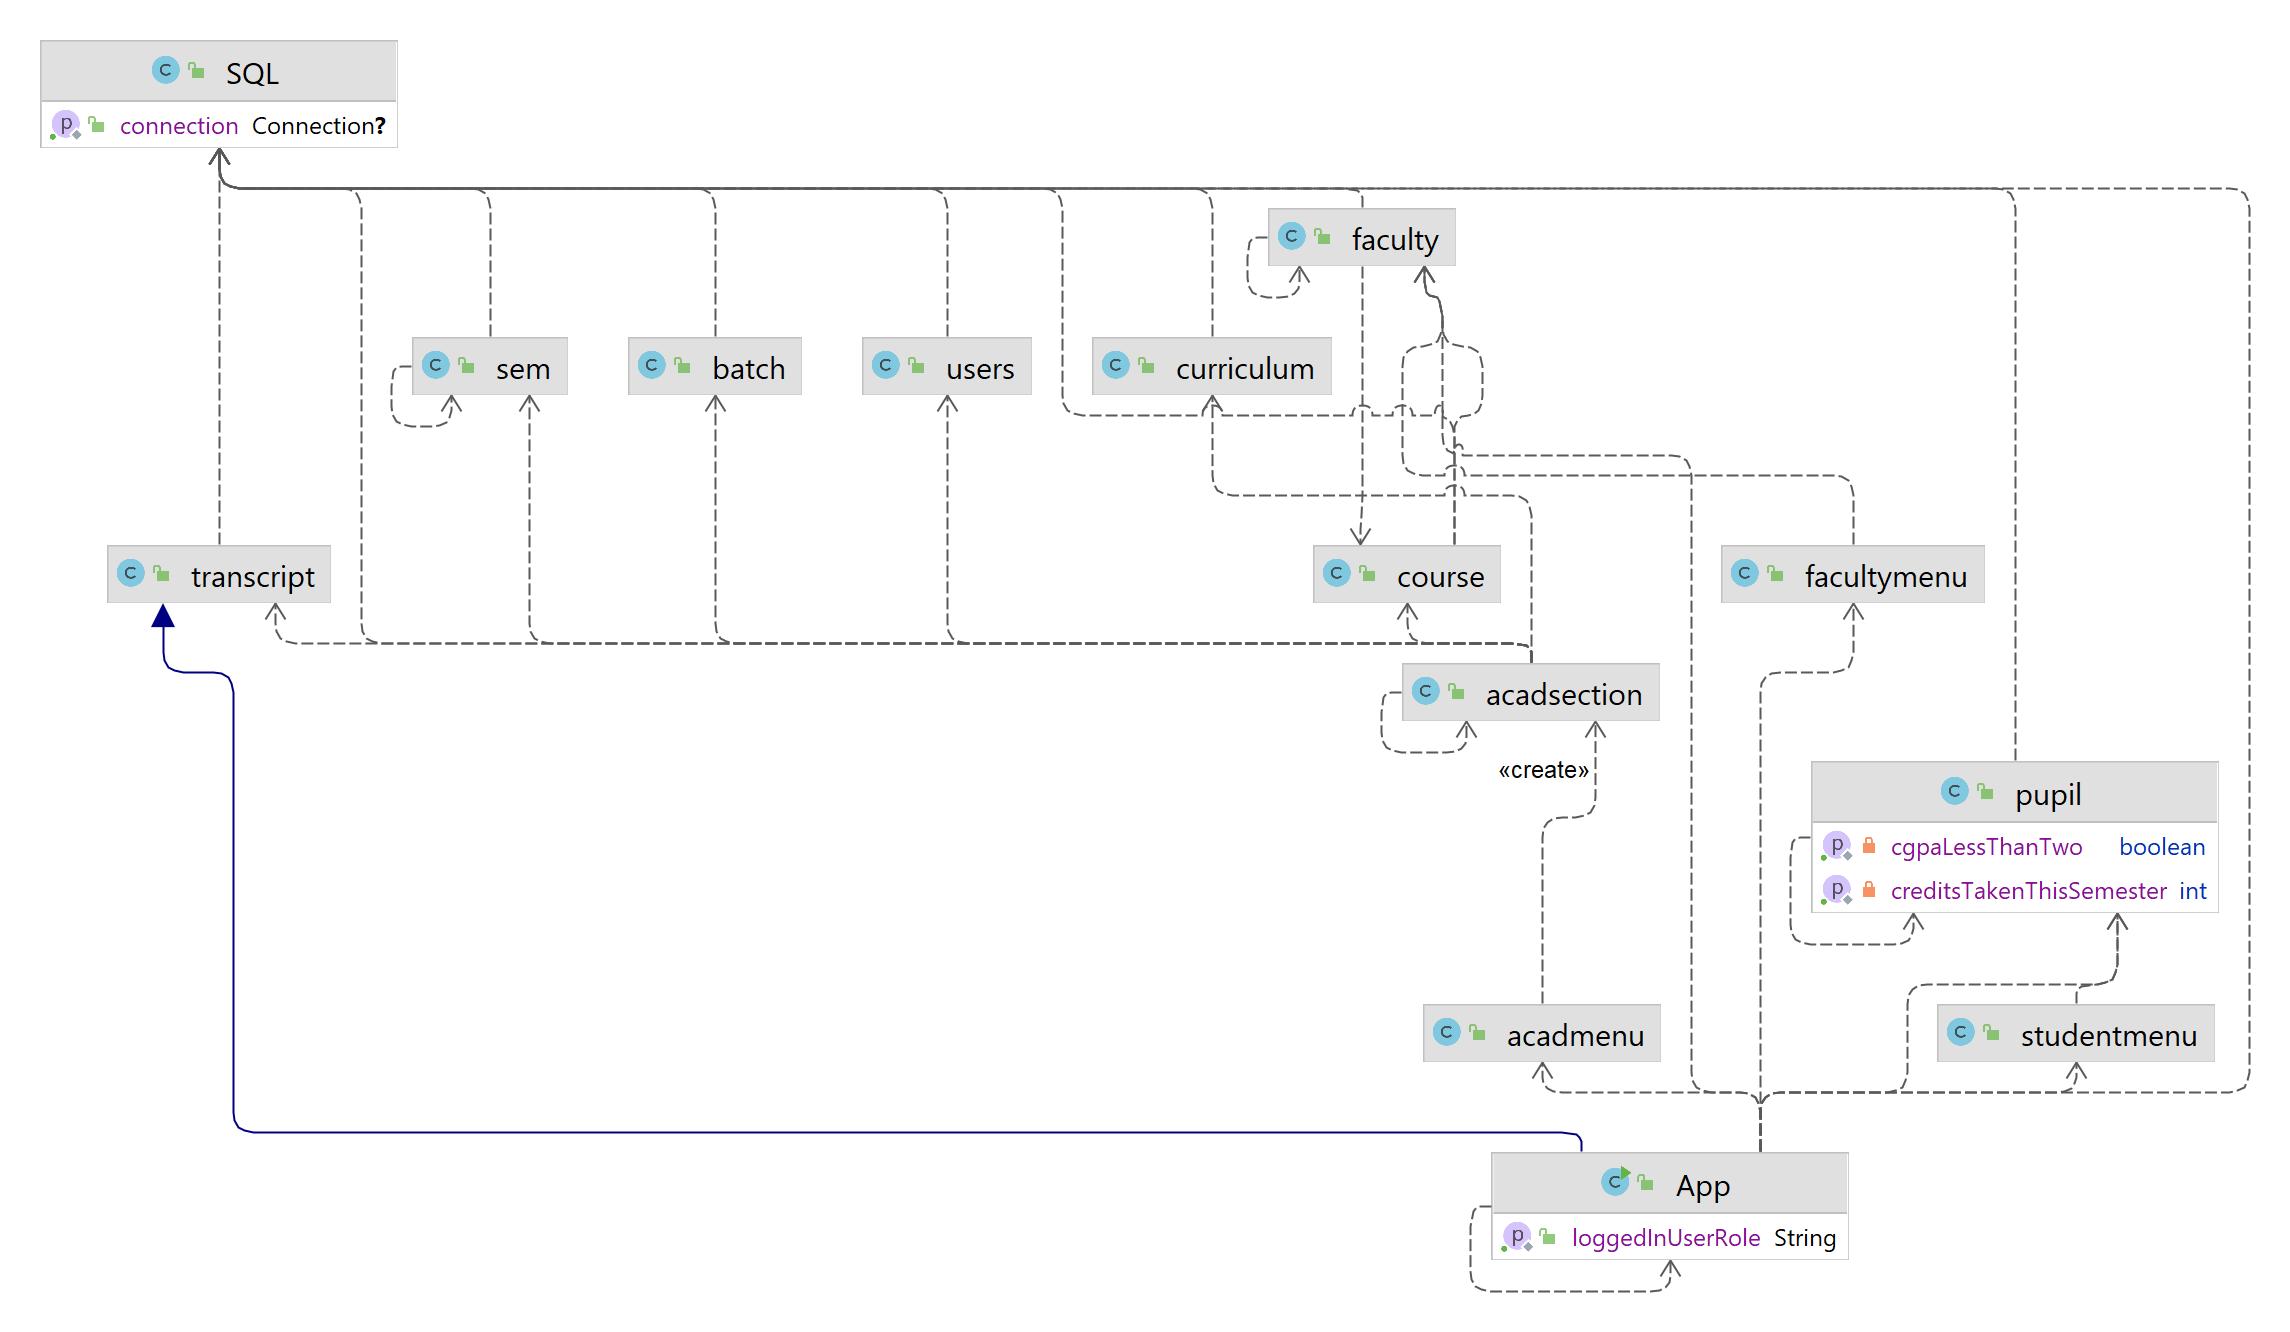 SQL
connection Connection?
faculty
sem
batch
users
curriculum
transcript
course
facultymenu
acadsection
«create»
pupil
cgpaLessThanTwo boolean
creditsTakenThisSemester int
acadmenu
studentmenu
App
loggedInUserRole String